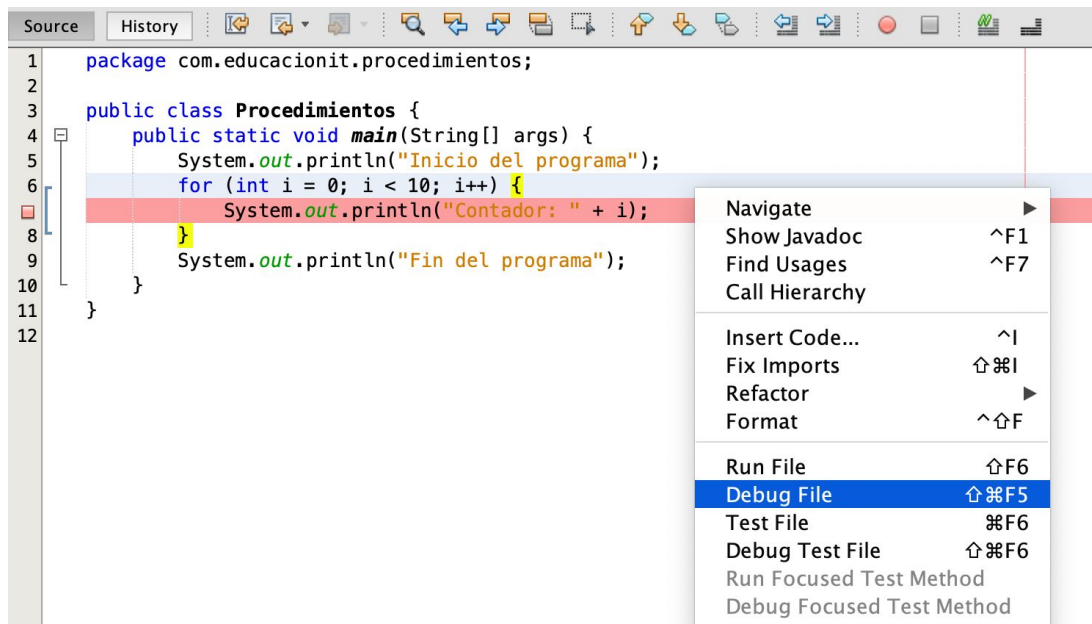 Source History
1 package com.educacionit.procedimientos;
2
3 public class Procedimientos {
4 public static void main(String[] args) {
5 System.out.println("Inicio del programa");
6 for (int i = 0; i < 10; i++) {
System.out.println("Contador: " + i);
8 }
9 System.out.println("Fin del programa");
10 }
11 }
12
Navigate
Show Javadoc ^F1
Find Usages ^F7
Call Hierarchy
Insert Code... ^I
Fix Imports ⇧⌘I
Refactor
Format ^⇧F
Run File ⇧F6
Debug File ⇧⌘F5
Test File ⌘F6
Debug Test File ⇧⌘F6
Run Focused Test Method
Debug Focused Test Method